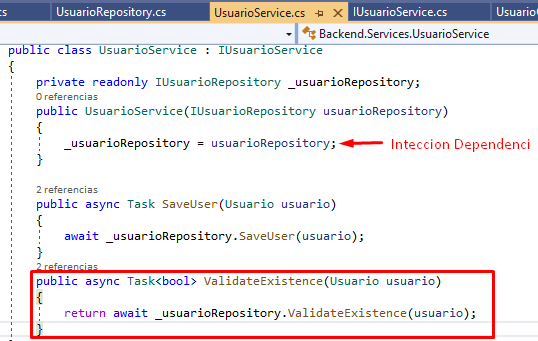 cs
UsuarioRepository.cs
UsuarioService.cs
IUsuarioService.cs
Usuario
Backend.Services.UsuarioService
public class UsuarioService : IUsuarioService
{
private readonly IUsuarioRepository _usuarioRepository;
0 referencias
public UsuarioService(IUsuarioRepository usuarioRepository)
{
_usuarioRepository = usuarioRepository;
Inteccion Dependenci
}
2 referencias
public async Task SaveUser(Usuario usuario)
{
await _usuarioRepository.SaveUser(usuario);
}
2 referencias
public async Task<bool> ValidateExistence(Usuario usuario)
{
return await _usuarioRepository.ValidateExistence(usuario);
}
}